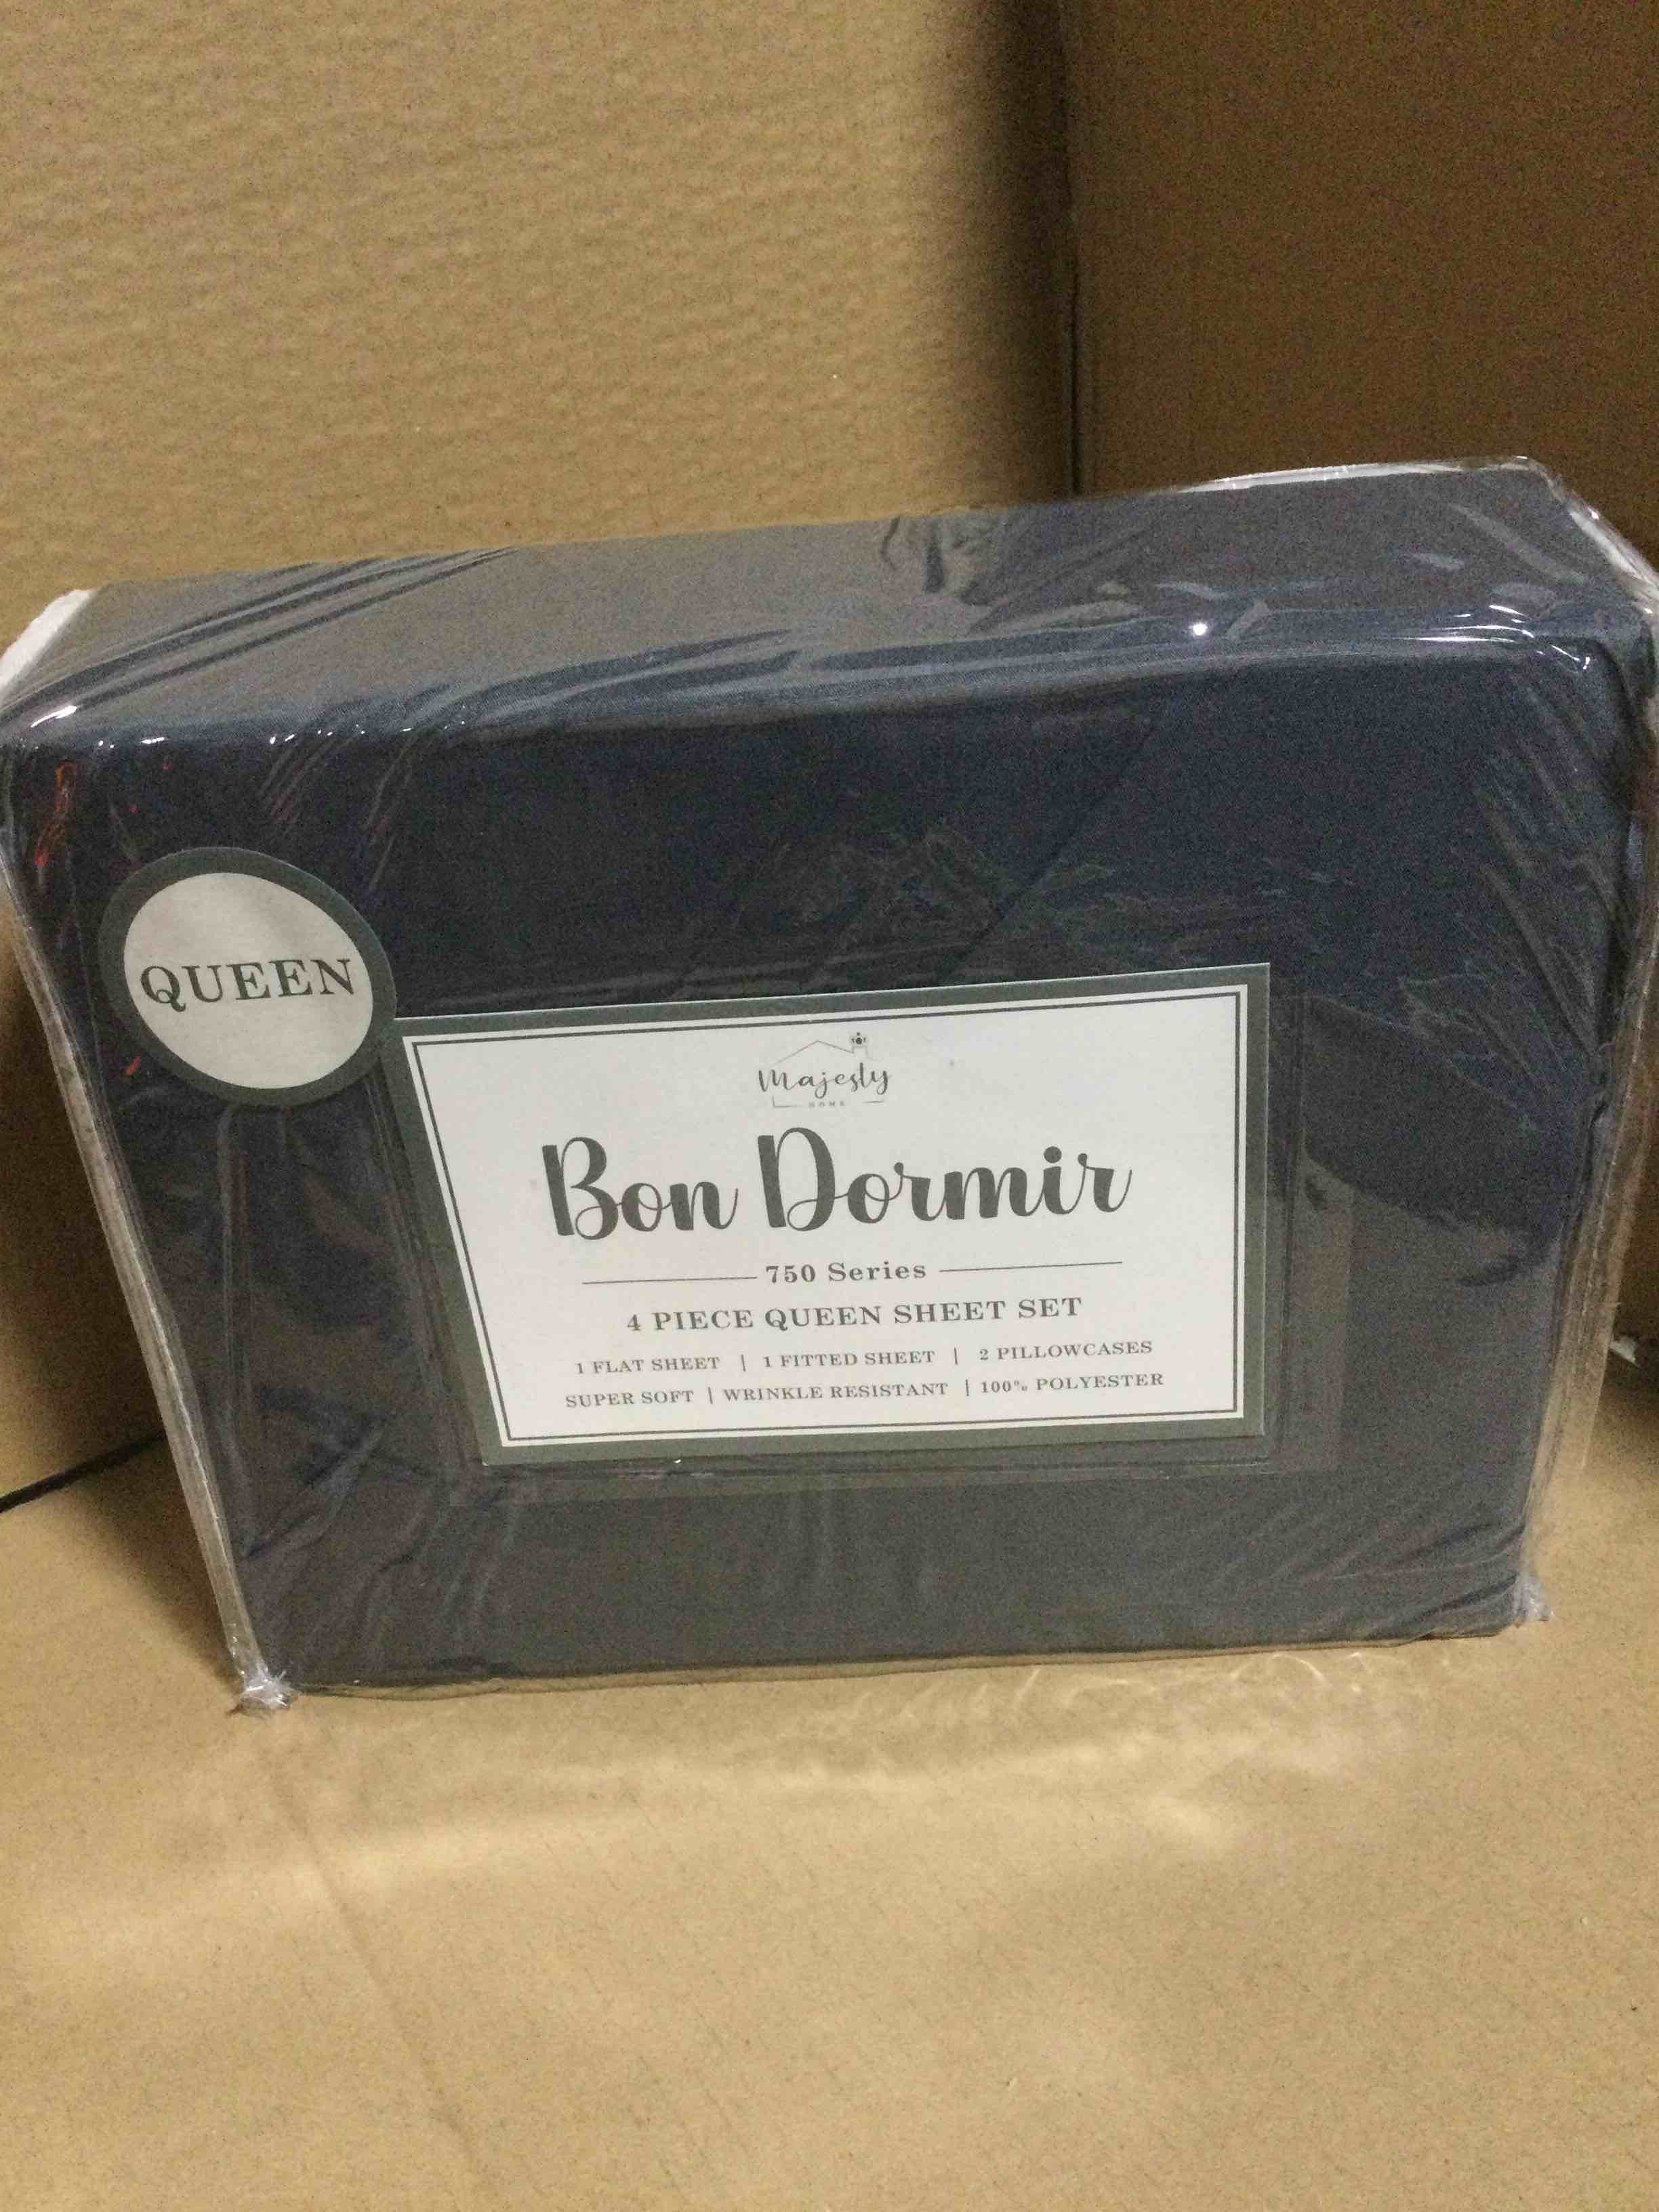 QUEEN
Majesty
HOME
Bon Dormir
750 Series
4 PIECE QUEEN SHEET SET
1 FLAT SHEET | 1 FITTED SHEET | 2 PILLOWCASES
SUPER SOFT | WRINKLE RESISTANT | 100% POLYESTER